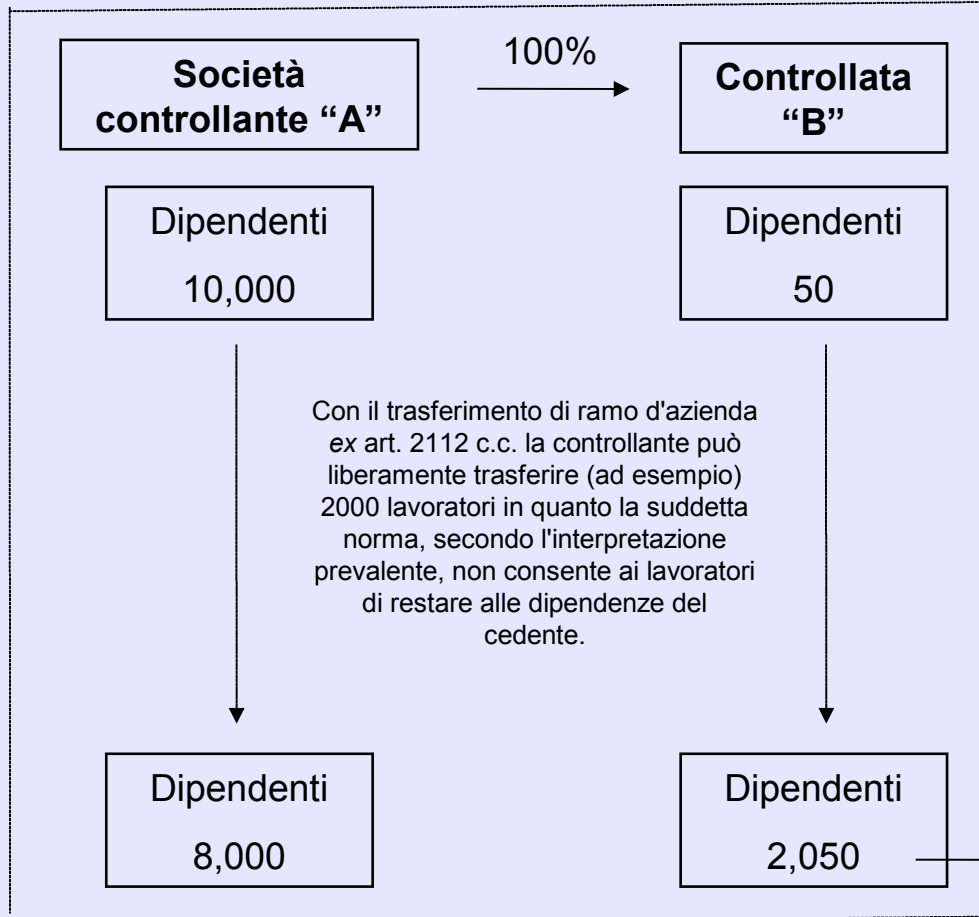 Società
controllante “A”
100%
Controllata
“B”
Dipendenti
10,000
Dipendenti
50
Con il trasferimento di ramo d'azienda
ex art. 2112 c.c. la controllante può
liberamente trasferire (ad esempio)
2000 lavoratori in quanto la suddetta
norma, secondo l'interpretazione
prevalente, non consente ai lavoratori
di restare alle dipendenze del
cedente.
Dipendenti
8,000
Dipendenti
2,050